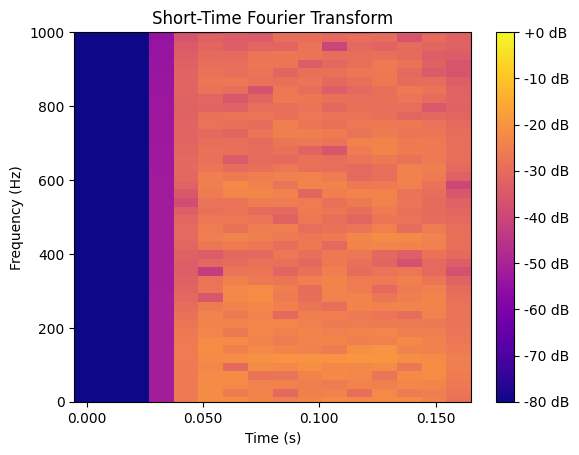 Short-Time Fourier Transform
1000
800
600
400
200
0
Frequency (Hz)
0.000
0.050
0.100
0.150
Time (s)
+0 dB
-10 dB
-20 dB
-30 dB
-40 dB
-50 dB
-60 dB
-70 dB
-80 dB